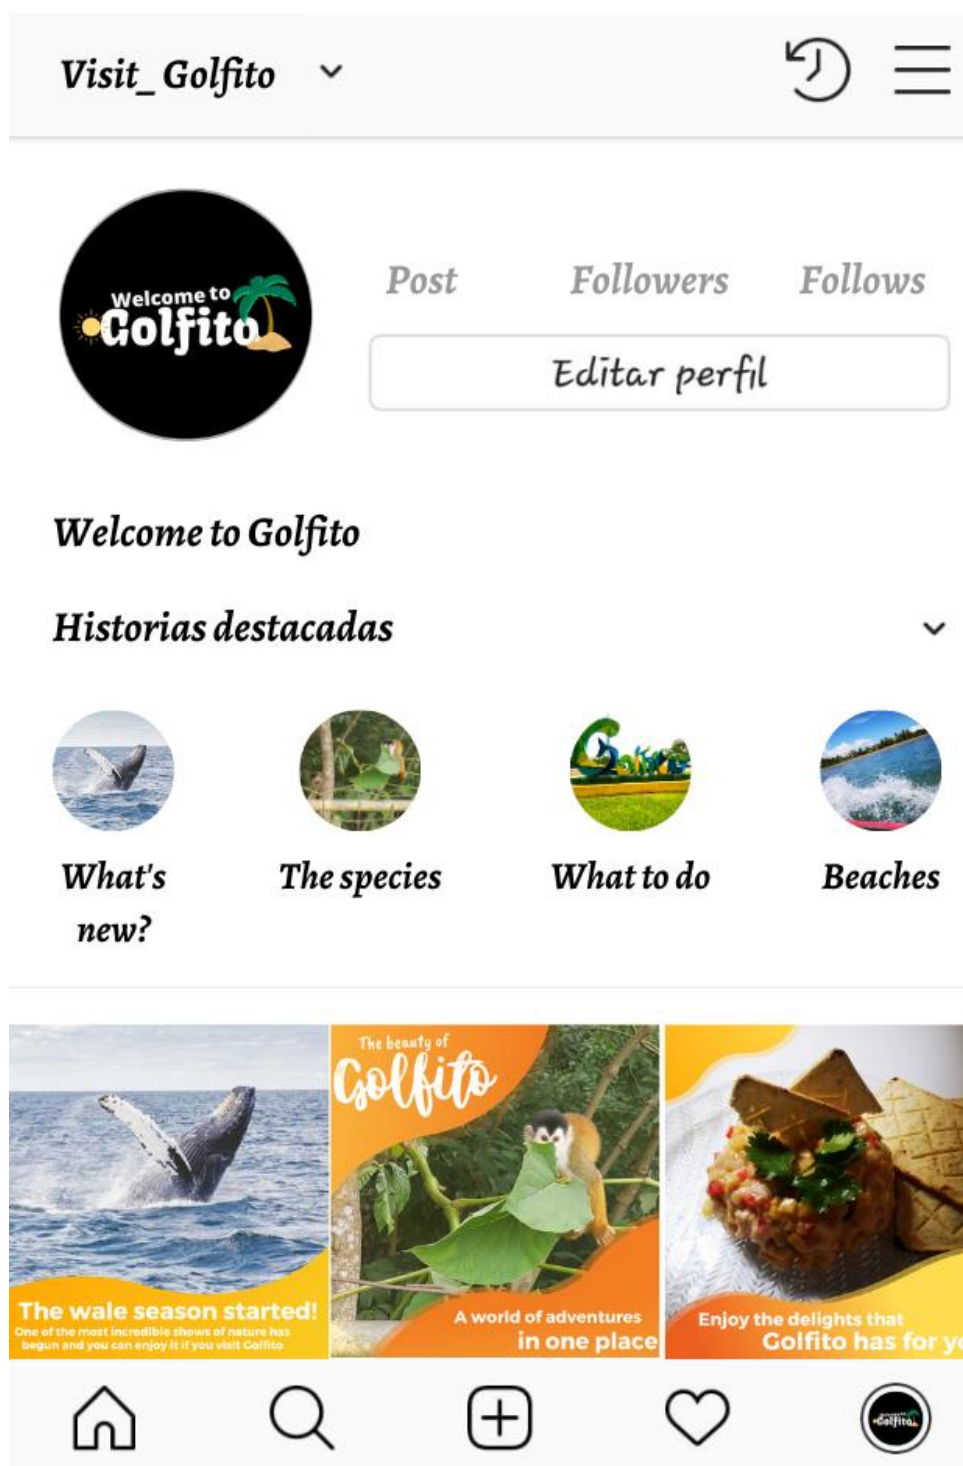 Visit_Golfito
Welcome to
Golfito
Post Followers Follows
Editar perfil
Welcome to Golfito
Historias destacadas
What's
new?
The species
What to do
Beaches
The wale season started!
One of the most incredible shows of nature has
begun and you can enjoy it if you visit Golfito
The beauty of
Golfito
A world of adventures
in one place
Enjoy the delights that
Golfito has for
Golfito